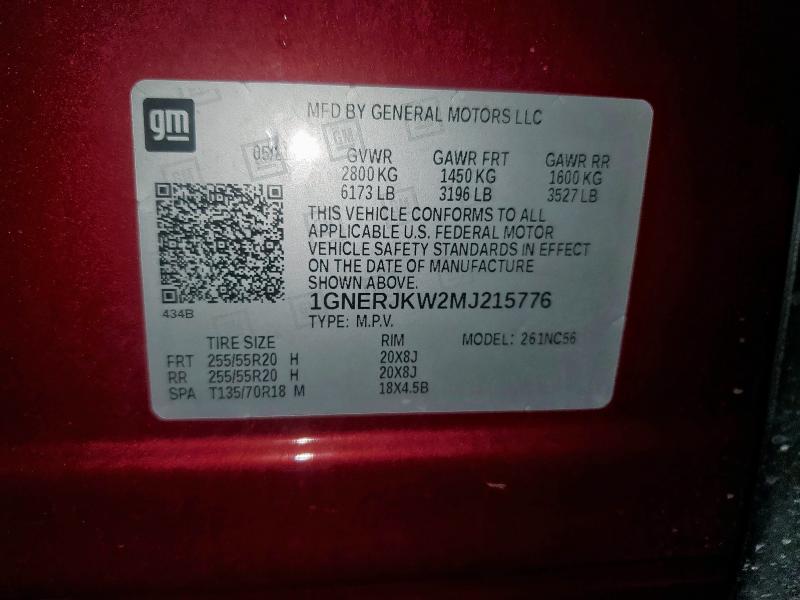 gm
MFD BY GENERAL MOTORS LLC
GVWR GAWR FRT GAWR RR
2800 KG 1450 KG 1600 KG
6173 LB 3196 LB 3527 LB
THIS VEHICLE CONFORMS TO ALL
APPLICABLE U.S. FEDERAL MOTOR
VEHICLE SAFETY STANDARDS IN EFFECT
ON THE DATE OF MANUFACTURE
SHOWN ABOVE.
434B
1GNERJKW2MJ215776
TYPE: M.P.V.
TIRE SIZE RIM MODEL: 261NC56
FRT 255/55R20 H 20X8J
RR 255/55R20 H 20X8J
SPA T135/70R18 M 18X4.5B